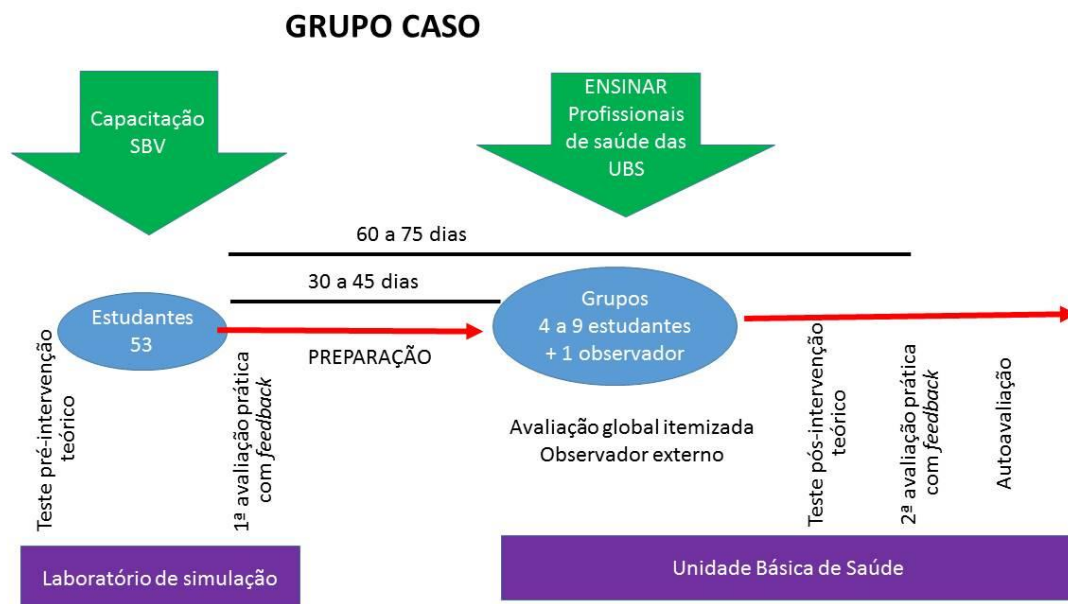 GRUPO CASO
Capacitação
SBV
ENSINAR
Profissionais
de saúde das
UBS
60 a 75 dias
30 a 45 dias
Estudantes
53
PREPARAÇÃO
Grupos
4 a 9 estudantes
+ 1 observador
Teste pré-intervenção
teórico
1ª avaliação prática
com feedback
Avaliação global itemizada
Observador externo
Teste pós-intervenção
teórico
2ª avaliação prática
com feedback
Autoavaliação
Laboratório de simulação
Unidade Básica de Saúde